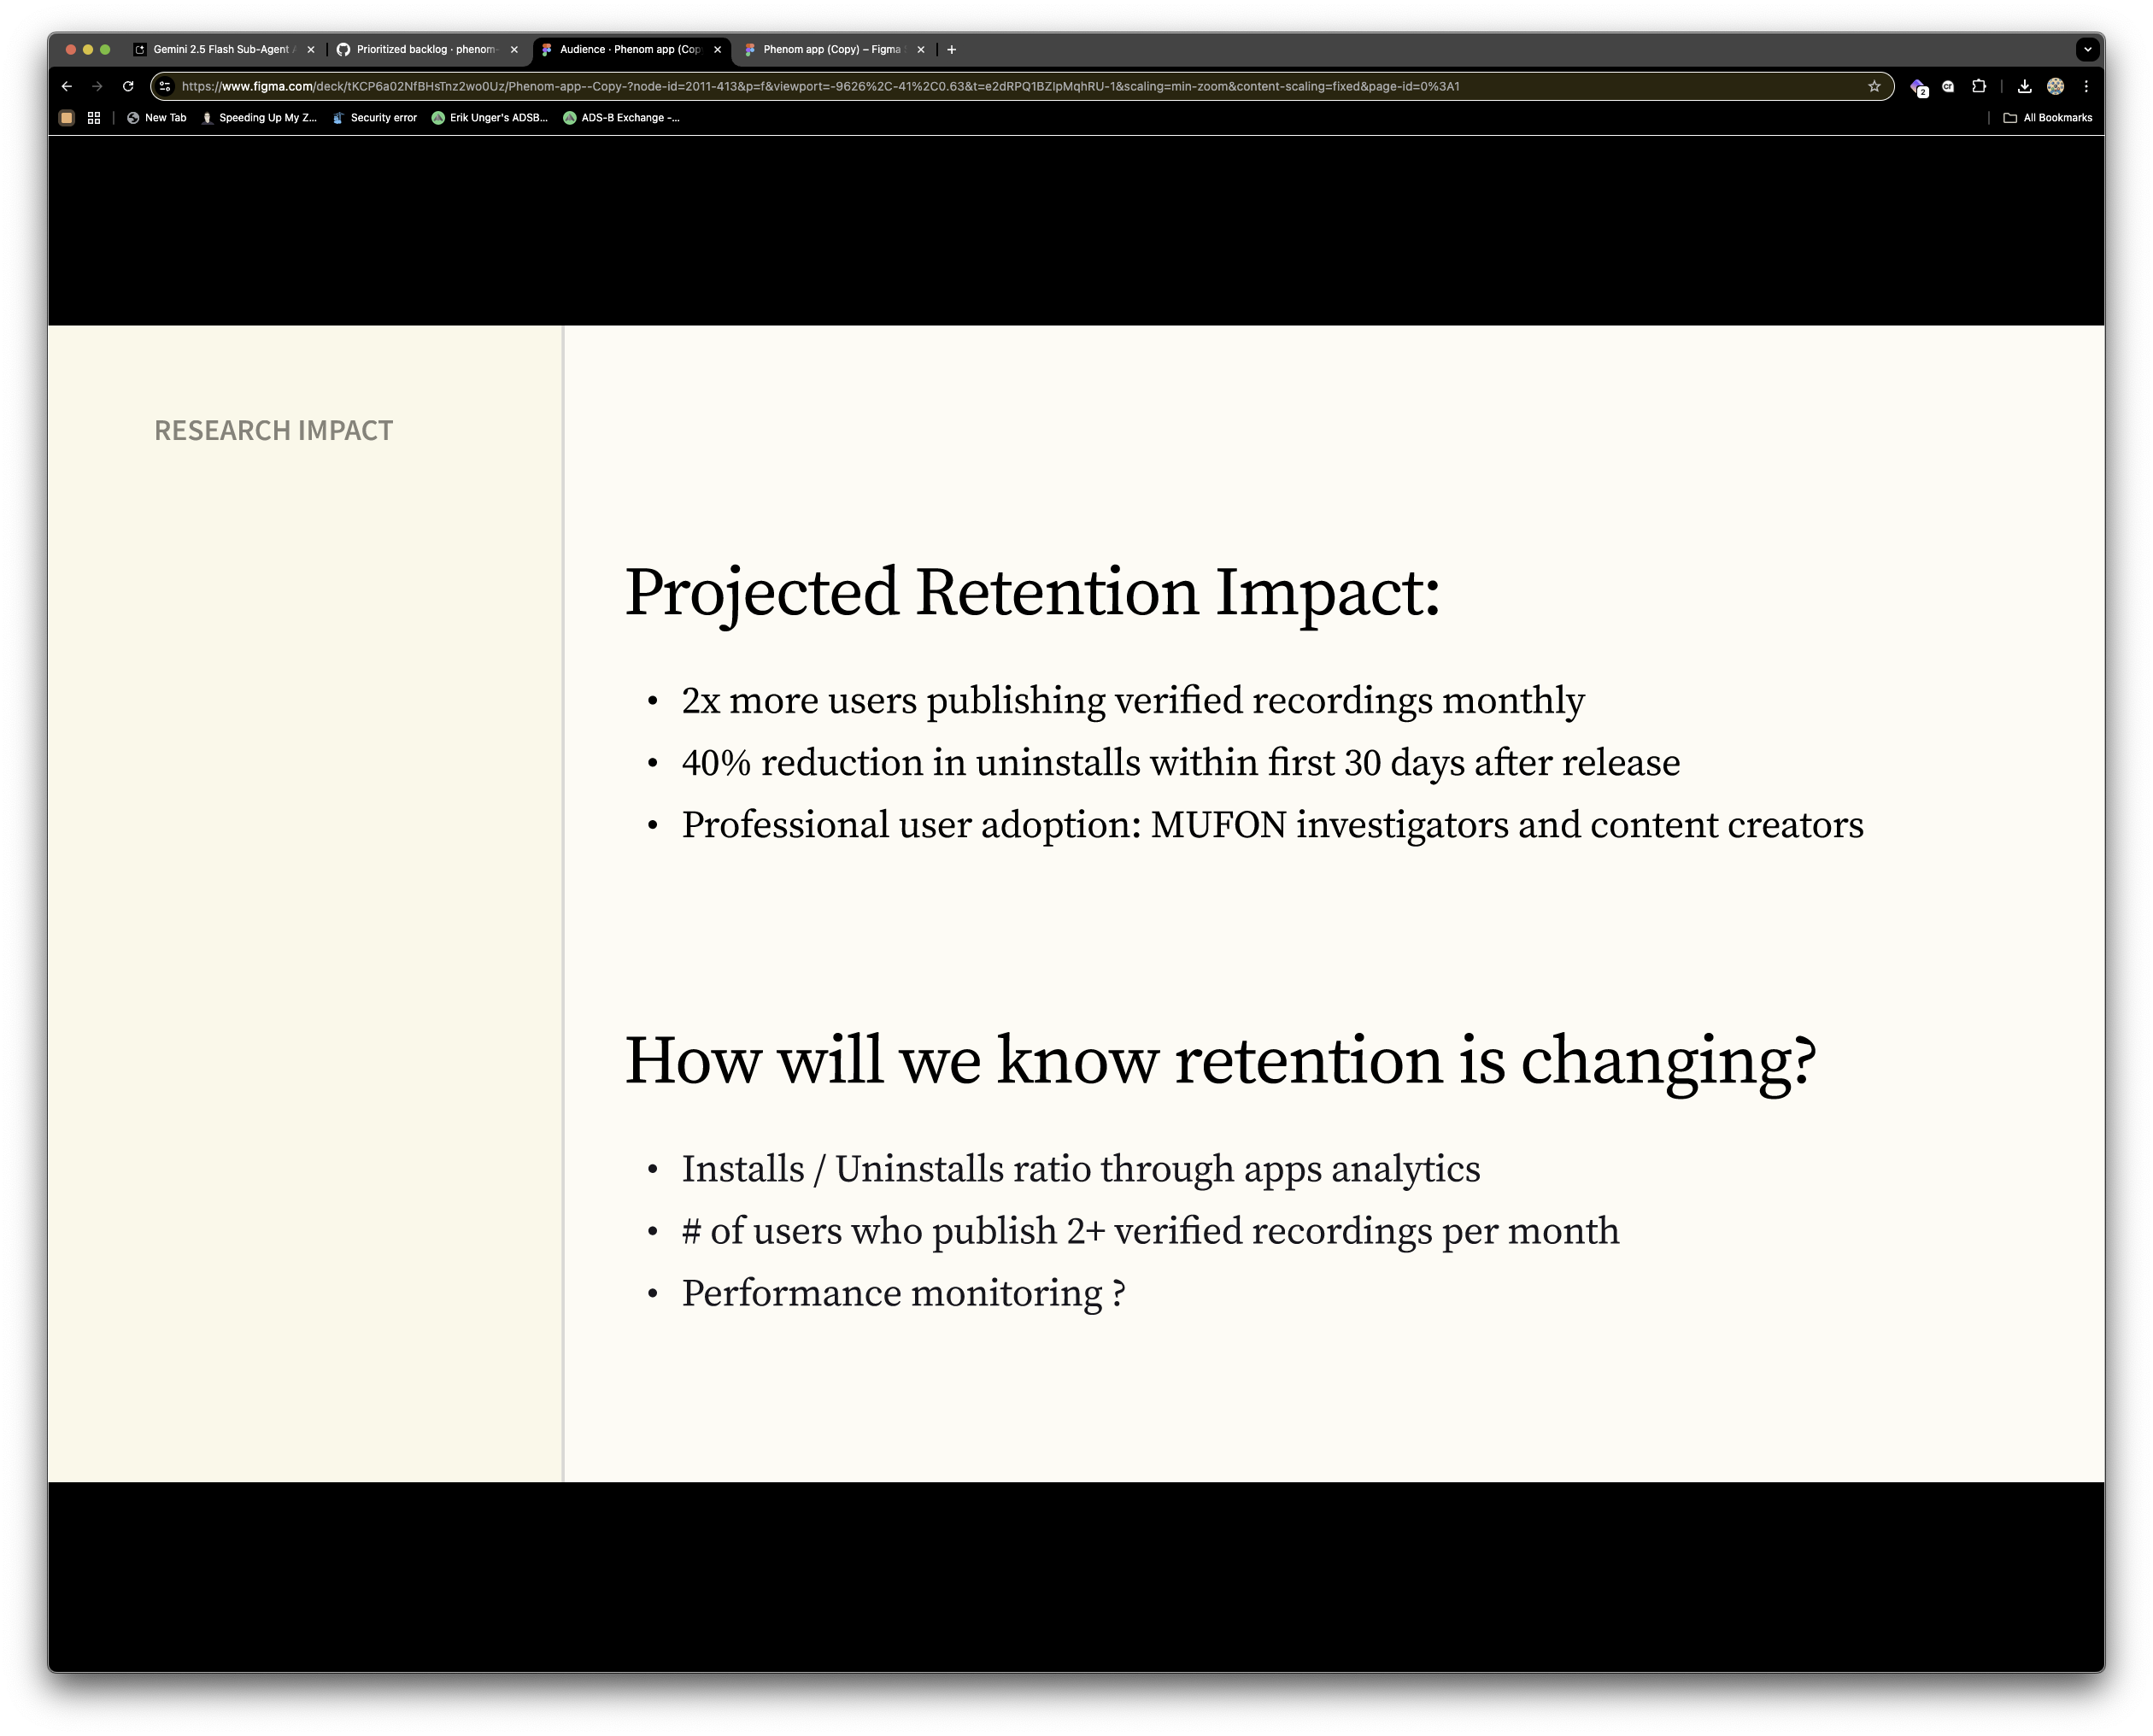 Gemini 2.5 Flash Sub-Agent
Prioritized backlog · phenom-
Audience · Phenom app (Cop
Phenom app (Copy) – Figma
https://www.figma.com/deck/tKCP6a02NfBHsTnz2wo0Uz/Phenom-app--Copy-?node-id=2011-413&p=f&viewport=-9626%2C-41%2C0.63&t=e2dRPQ1BZIpMqhRU-1&scaling=min-zoom&content-scaling=fixed&page-id=0%3A1
2
New Tab
Speeding Up My Z...
Security error
Erik Unger's ADSB...
ADS-B Exchange -...
All Bookmarks
RESEARCH IMPACT
Projected Retention Impact:
• 2x more users publishing verified recordings monthly
• 40% reduction in uninstalls within first 30 days after release
• Professional user adoption: MUFON investigators and content creators
How will we know retention is changing?
• Installs / Uninstalls ratio through apps analytics
• # of users who publish 2+ verified recordings per month
• Performance monitoring ?